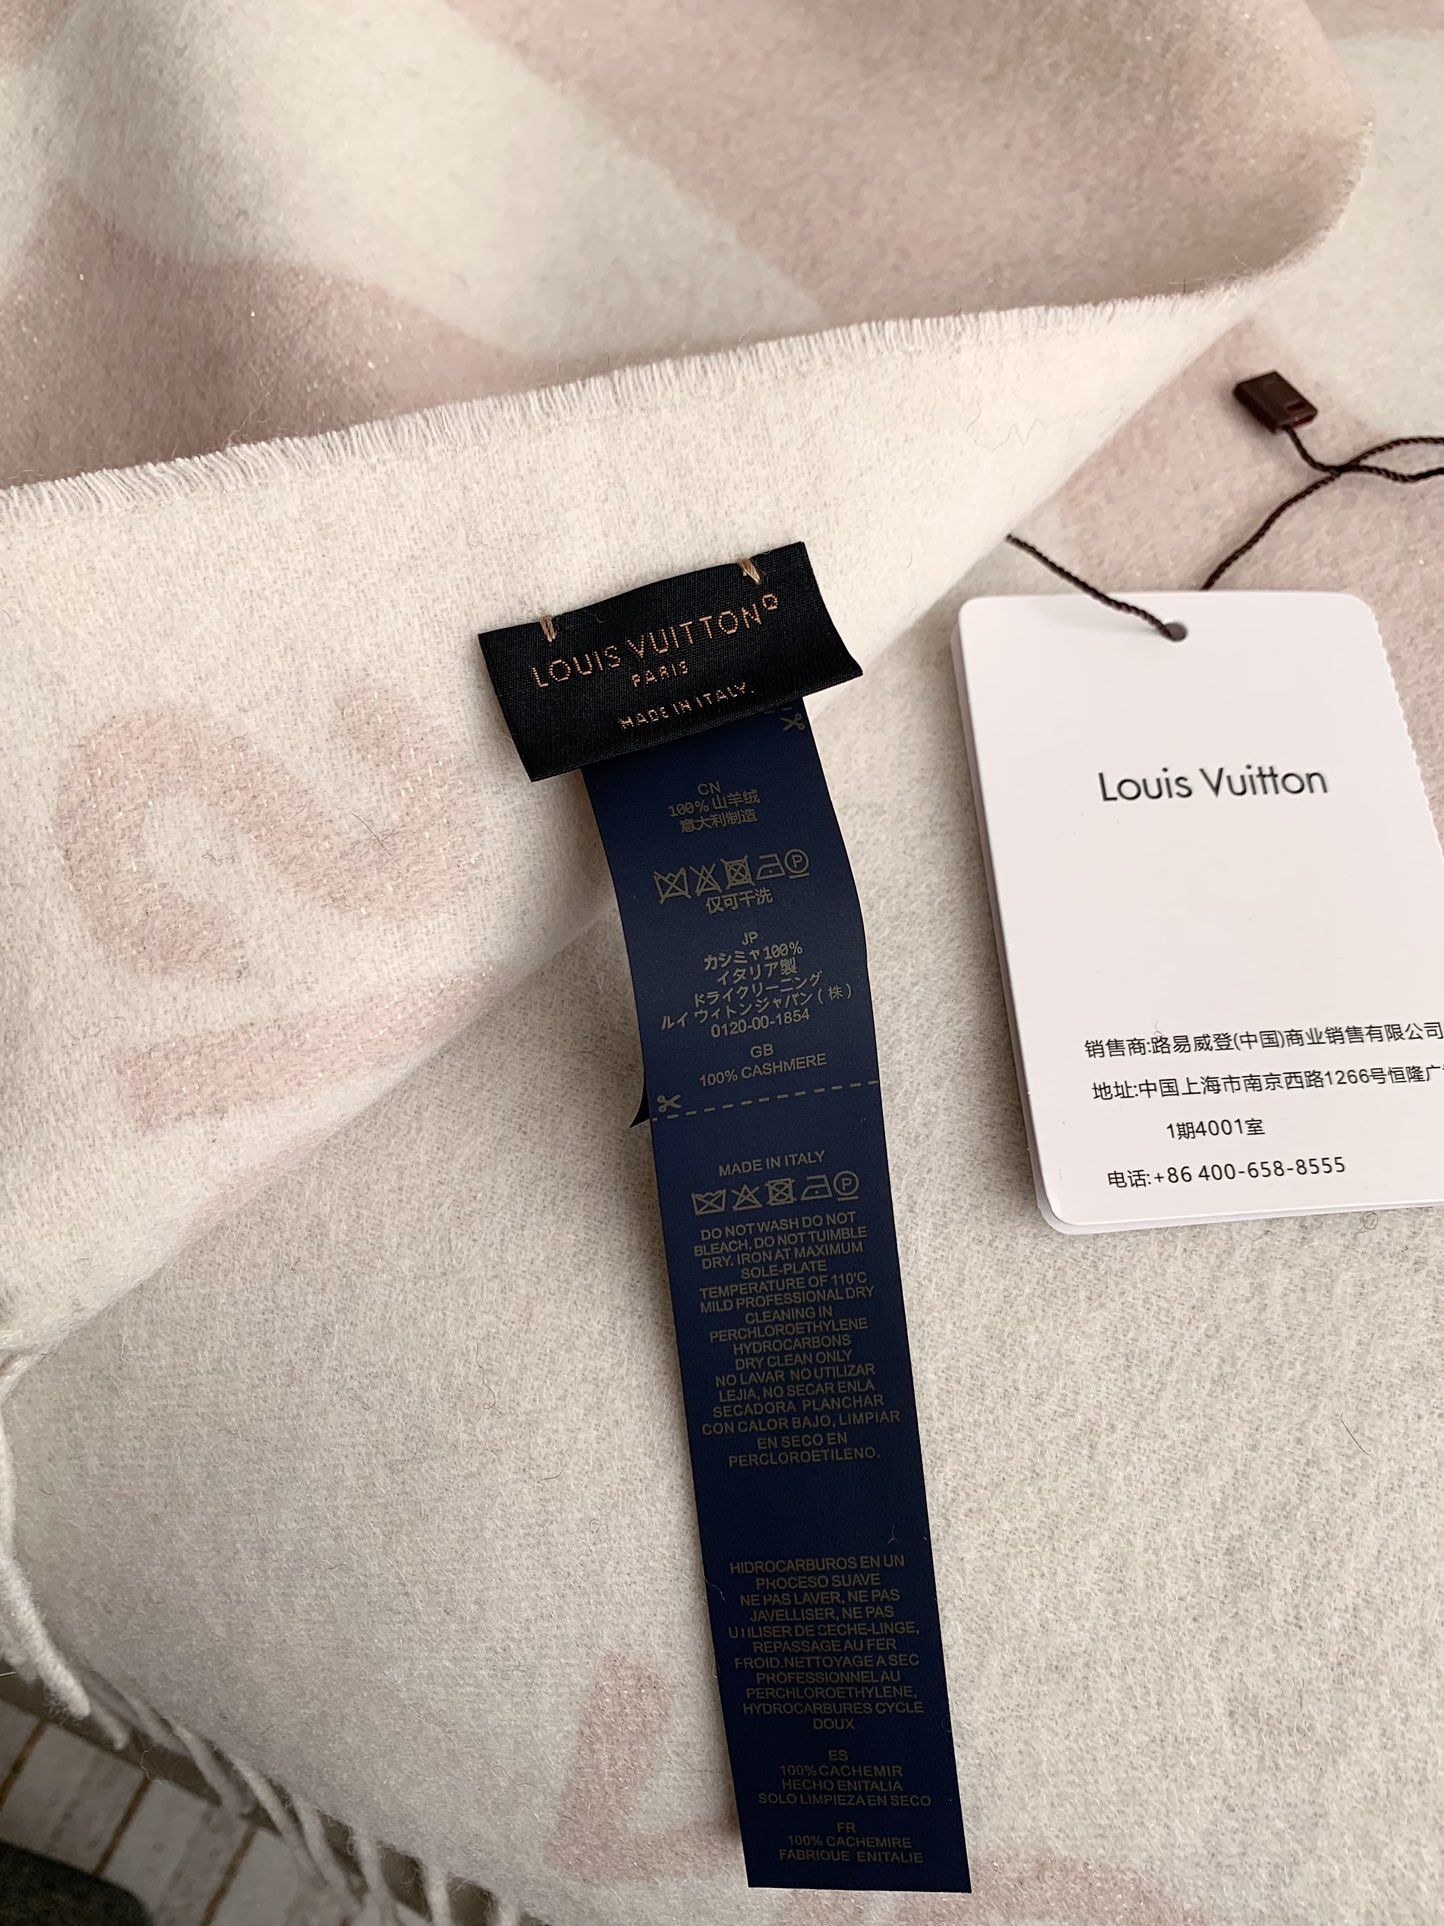 LOUIS VUITTON
PARIS
MADE IN ITALY.
CN
100% 山羊绒
意大利制造
P
仅可干洗
JP
カシミヤ100%
イタリア製
ドライクリーニング
ルイ ヴィトンジャパン ( 株 )
0120-00-1854
GB
100% CASHMERE
MADE IN ITALY
P
DO NOT WASH DO NOT
BLEACH, DO NOT TUIMBLE
DRY. IRON AT MAXIMUM
SOLE-PLATE
TEMPERATURE OF 110'C
MILD PROFESSIONAL DRY
CLEANING IN
PERCHLOROETHYLENE
HYDROCARBONS
DRY CLEAN ONLY
NO LAVAR NO UTILIZAR
LEJIA, NO SECAR ENLA
SECADORA PLANCHAR
CON CALOR BAJO, LIMPIAR
EN SECO EN
PERCLOROETILENO.
HIDROCARBUROS EN UN
PROCESO SUAVE
NE PAS LAVER, NE PAS
JAVELLISER, NE PAS
UTILISER DE SECHE-LINGE,
REPASSAGE AU FER
FROID.NETTOYAGE A SEC
PROFESSIONNEL AU
PERCHLOROETHYLENE,
HYDROCARBURES CYCLE
DOUX
ES
100% CACHEMIR
HECHO ENITALIA
SOLO LIMPIEZA EN SECO
FR
100% CACHEMIRE
FABRIQUE ENITALIE
Louis Vuitton
销售商:路易威登(中国)商业销售有限公司
地址:中国上海市南京西路1266号恒隆广
1期4001室
电话:+86 400-658-8555